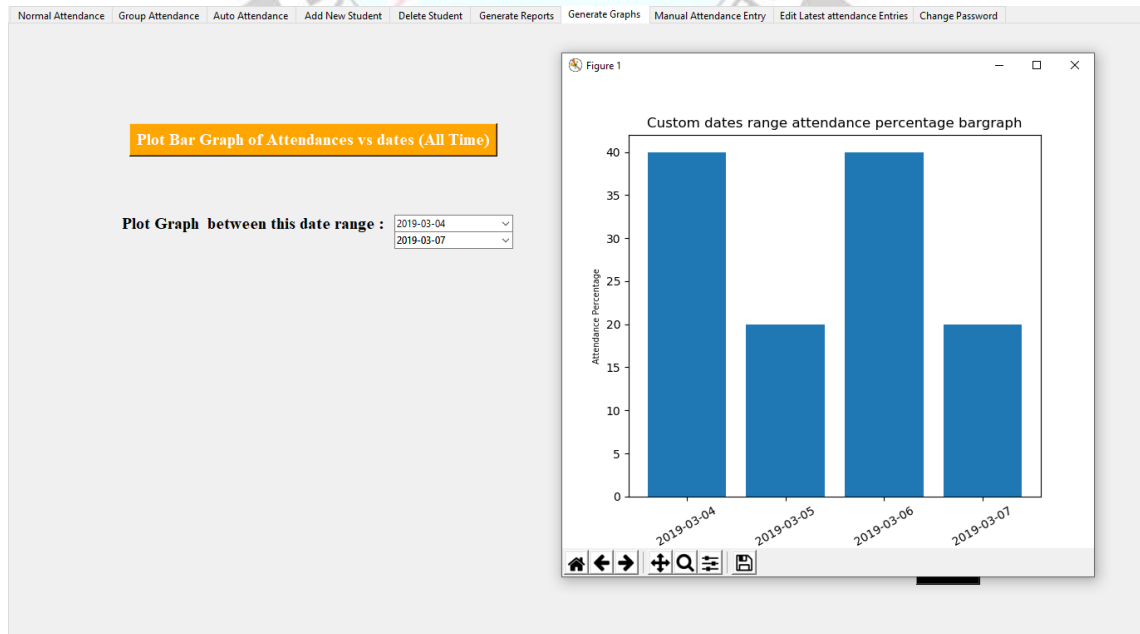 Normal Attendance Group Attendance Auto Attendance Add New Student Delete Student Generate Reports Generate Graphs Manual Attendance Entry Edit Latest attendance Entries Change Password
Plot Bar Graph of Attendances vs dates (All Time)
Plot Graph between this date range :
2019-03-04
2019-03-07
Figure 1
Custom dates range attendance percentage bargraph
Attendance Percentage
40
35
30
25
20
15
10
5
0
2019-03-04 2019-03-05 2019-03-06 2019-03-07